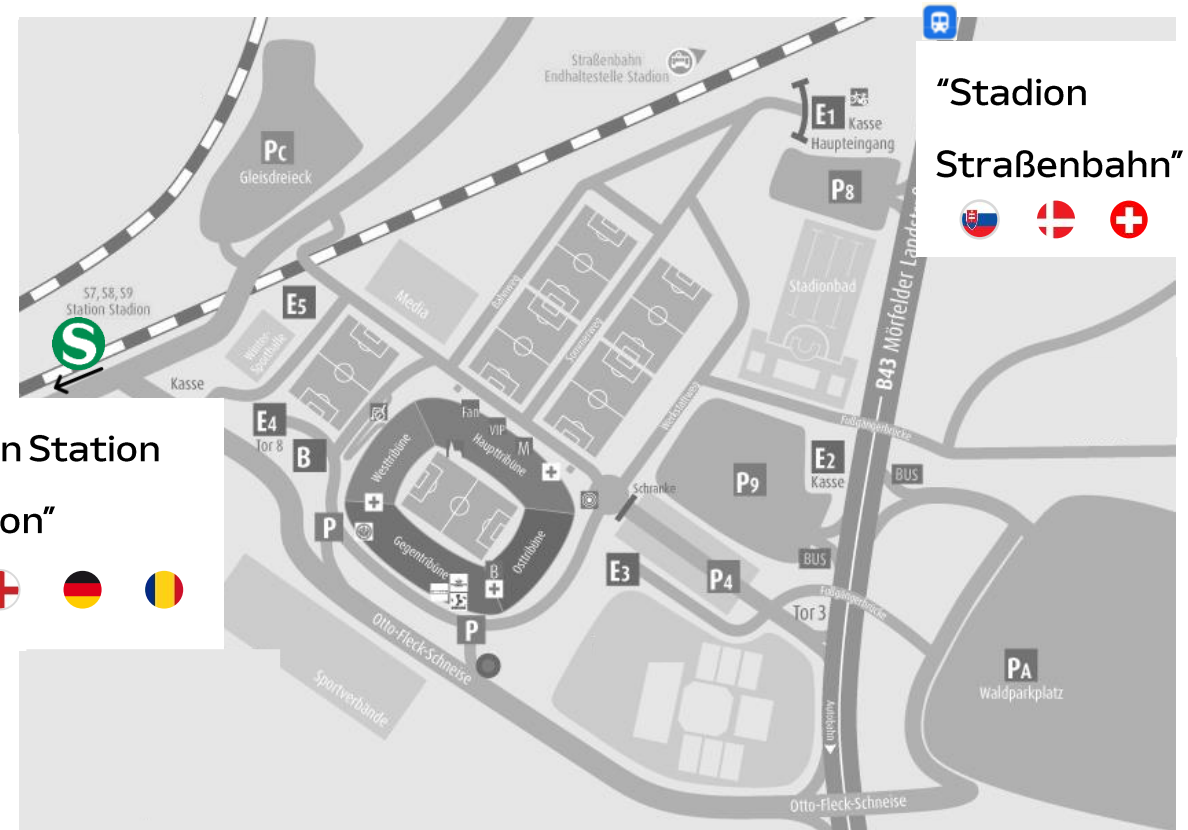 Straßenbahn
Endhaltestelle Stadion
"Stadion
Straßenbahn"
E1
Kasse
Haupteingang
Pc
Gleisdreieck
P8
Stadionbad
B43 Mörfelder
S7, S8, S9
Station Stadion
S
E5
Media
Bahnweg
Sommerweg
Winter-
Sporthalle
Kasse
E4
Tor 8
B
n Station
on"
Fan
VIP
M
Westtribüne
Haupttribüne
Gegentribüne
Osttribüne
B
P
P
Werkstattweg
Schranke
P9
E2
Kasse
Fußgängerbrücke
BUS
BUS
E3
P4
Tor 3
Fußgängerbrücke
PA
Waldparkplatz
Otto-Fleck-Schneise
Sportverbände
Autobahn
Otto-Fleck-Schneise